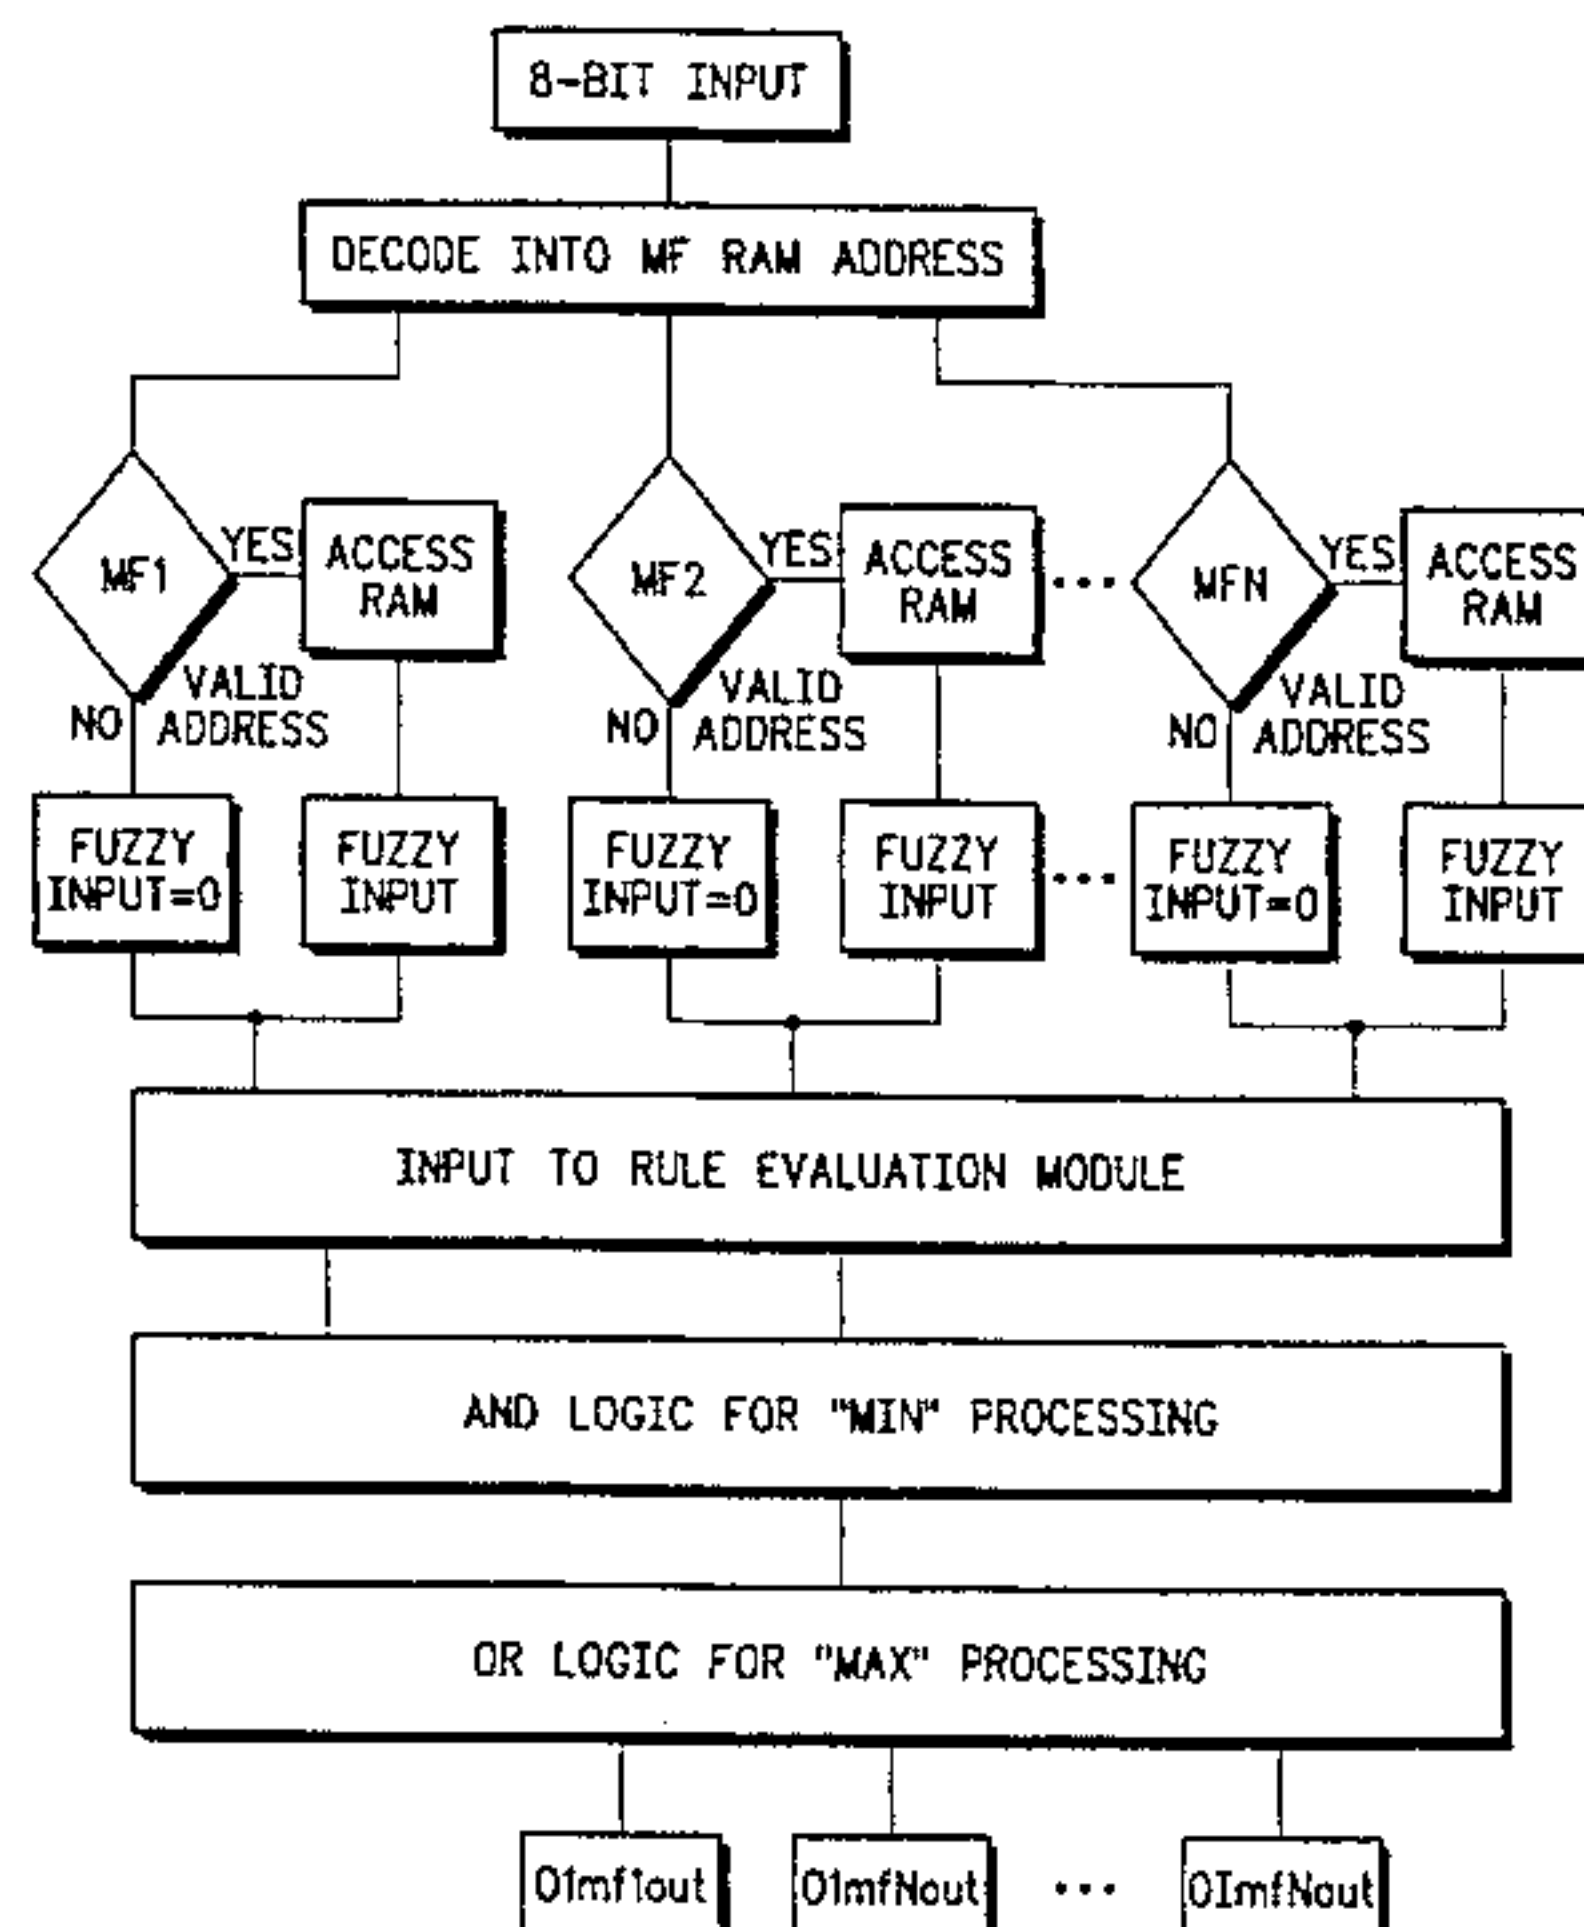 8-BIT INPUT
DECODE INTO MF RAM ADDRESS
MF1
YES
ACCESS
RAM
VALID
ADDRESS
NO
MF2
YES
ACCESS
RAM
VALID
ADDRESS
NO
...
MFN
YES
ACCESS
RAM
VALID
ADDRESS
NO
FUZZY
INPUT=0
FUZZY
INPUT
FUZZY
INPUT=0
FUZZY
INPUT
...
FUZZY
INPUT=0
FUZZY
INPUT
INPUT TO RULE EVALUATION MODULE
AND LOGIC FOR "MIN" PROCESSING
OR LOGIC FOR "MAX" PROCESSING
O1mf1out
O1mfNout
...
OImfNout